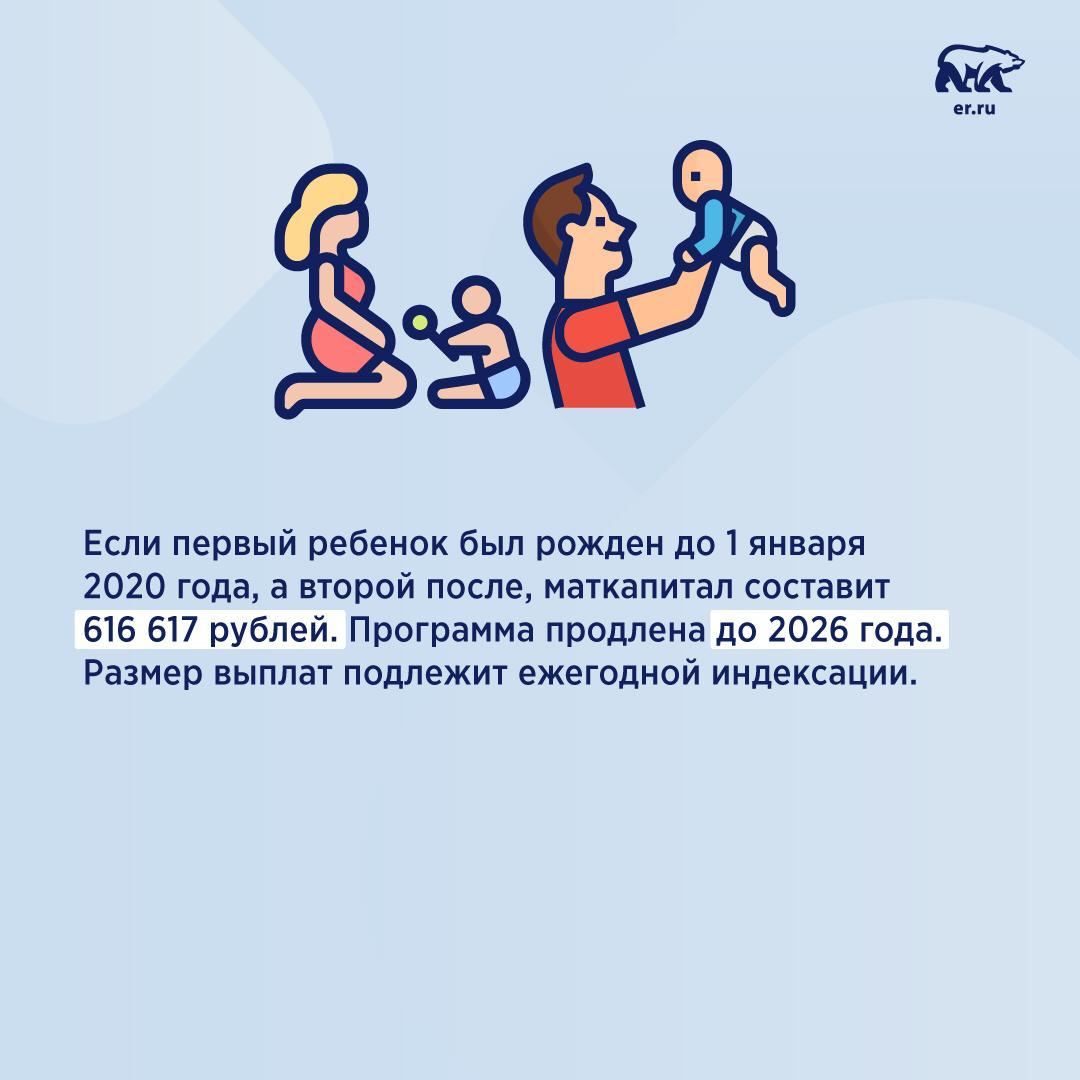 er.ru
Если первый ребенок был рожден до 1 января
2020 года, а второй после, маткапитал составит
616 617 рублей. Программа продлена до 2026 года.
Размер выплат подлежит ежегодной индексации.